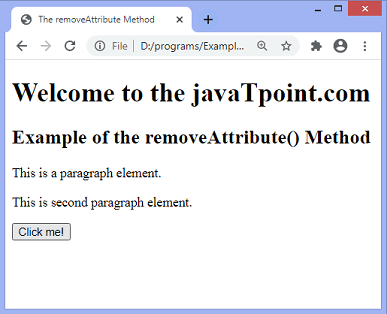 The removeAttribute Method
File | D:/programs/Exampl...
Welcome to the javaTpoint.com
Example of the removeAttribute() Method
This is a paragraph element.
This is second paragraph element.
Click me!